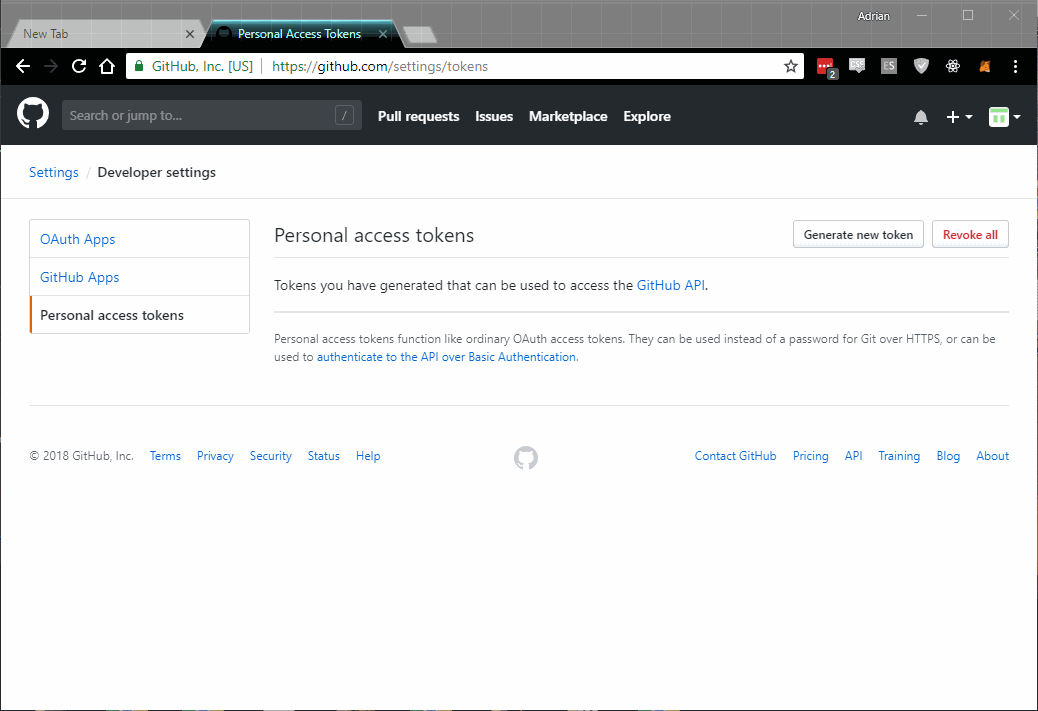 Adrian
New Tab
Personal Access Tokens
GitHub, Inc. [US] https://github.com/settings/tokens
2
CSS
ES
Search or jump to... /
Pull requests Issues Marketplace Explore
Settings / Developer settings
OAuth Apps
GitHub Apps
Personal access tokens
Personal access tokens
Generate new token
Revoke all
Tokens you have generated that can be used to access the GitHub API.
Personal access tokens function like ordinary OAuth access tokens. They can be used instead of a password for Git over HTTPS, or can be
used to authenticate to the API over Basic Authentication.
© 2018 GitHub, Inc. Terms Privacy Security Status Help
Contact GitHub Pricing API Training Blog About